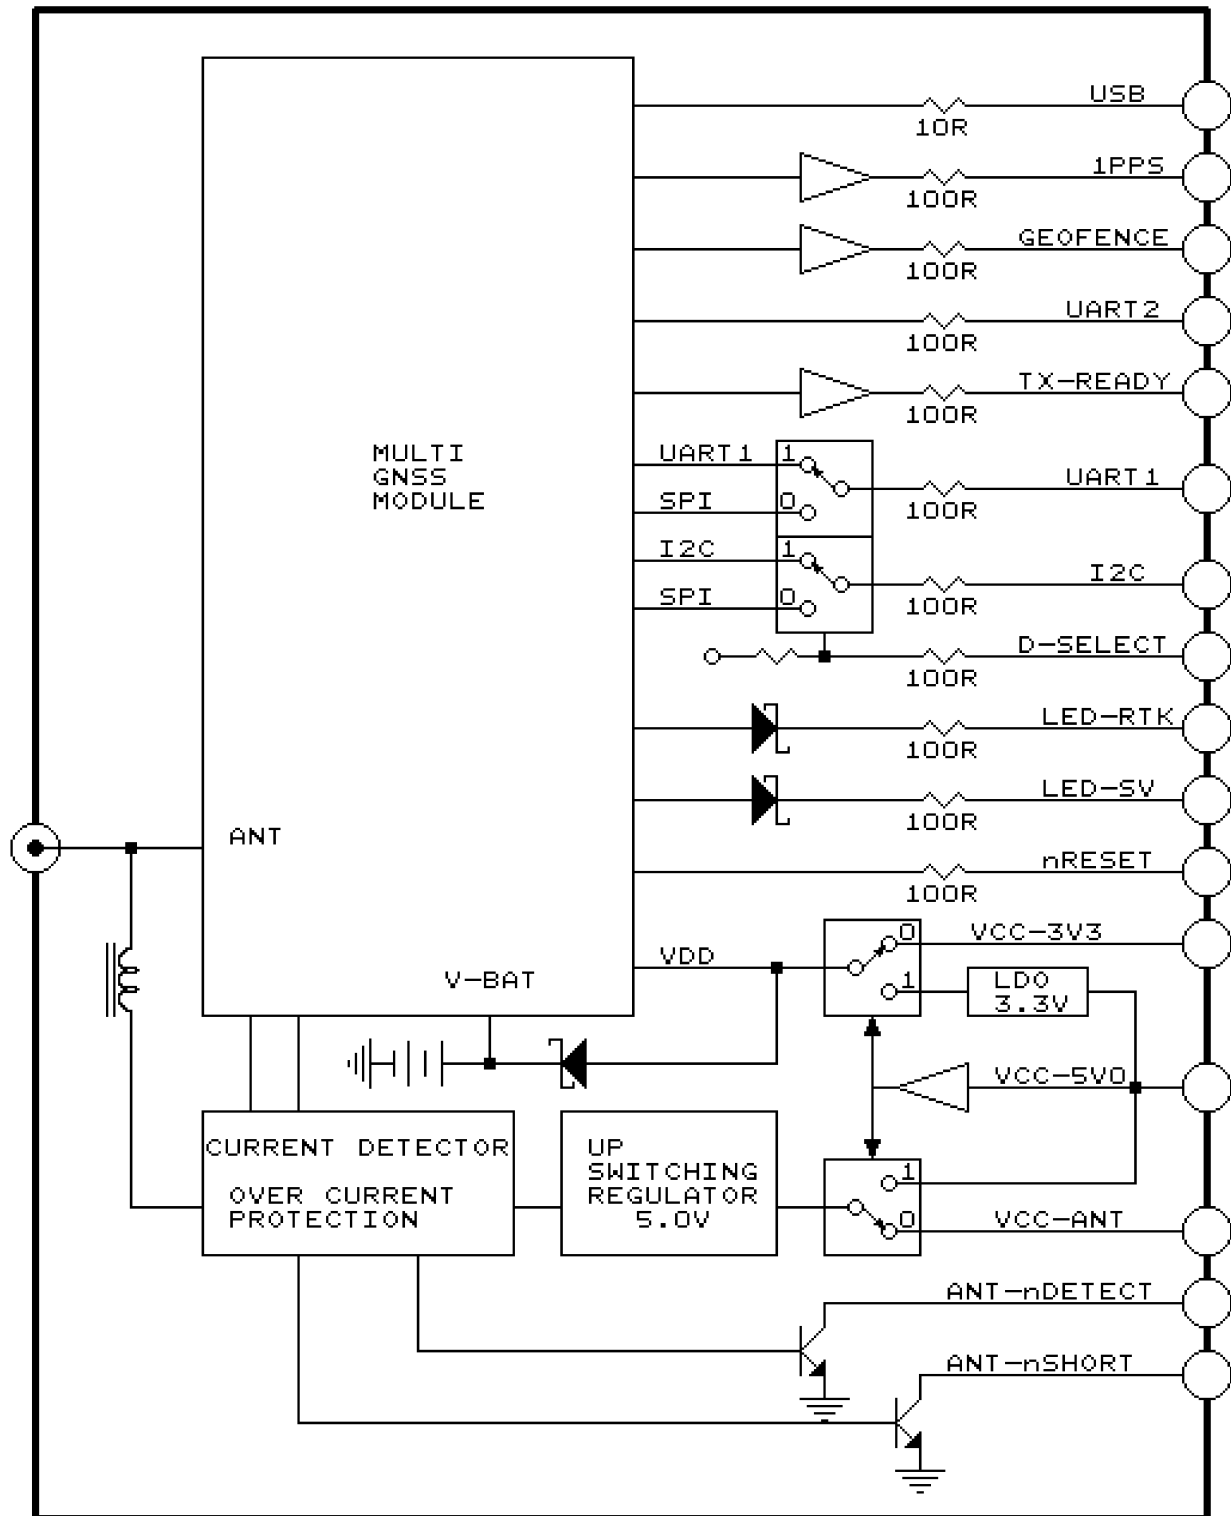 USB
10R
1PPS
100R
GEOFENCE
100R
UART2
100R
TX-READY
100R
MULTI
GNSS
MODULE
UART1
1
UART1
SPI
0
100R
I2C
1
I2C
SPI
0
100R
D-SELECT
100R
LED-RTK
100R
LED-SV
100R
ANT
nRESET
100R
VDD
0
VCC-3V3
V-BAT
1
LDO
3.3V
VCC-5V0
CURRENT DETECTOR
OVER CURRENT
PROTECTION
UP
SWITCHING
REGULATOR
5.0V
1
0
VCC-ANT
ANT-nDETECT
ANT-nSHORT